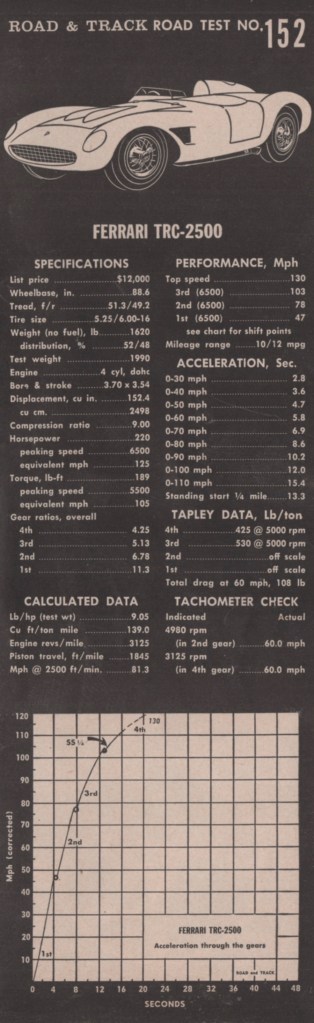 ROAD & TRACK ROAD TEST NO. 152
FERRARI TRC-2500
SPECIFICATIONS
List price $12,000
Wheelbase, in. 88.6
Tread, f/r 51.3/49.2
Tire size 5.25/6.00-16
Weight (no fuel), lb. 1620
distribution, % 52/48
Test weight 1990
Engine 4 cyl, dohc
Bore & stroke 3.70 x 3.54
Displacement, cu in. 152.4
cu cm. 2498
Compression ratio 9.00
Horsepower 220
peaking speed 6500
equivalent mph 125
Torque, lb-ft 189
peaking speed 5500
equivalent mph 105
Gear ratios, overall
4th 4.25
3rd 5.13
2nd 6.78
1st 11.3
CALCULATED DATA
Lb/hp (test wt) 9.05
Cu ft/ton mile 139.0
Engine revs/mile 3125
Piston travel, ft/mile 1845
Mph @ 2500 ft/min. 81.3
PERFORMANCE, Mph
Top speed 130
3rd (6500) 103
2nd (6500) 78
1st (6500) 47
see chart for shift points
Mileage range 10/12 mpg
ACCELERATION, Sec.
0-30 mph 2.8
0-40 mph 3.6
0-50 mph 4.7
0-60 mph 5.8
0-70 mph 6.9
0-80 mph 8.6
0-90 mph 10.2
0-100 mph 12.0
0-110 mph 15.4
Standing start ¼ mile 13.3
TAPLEY DATA, Lb/ton
4th 425 @ 5000 rpm
3rd 530 @ 5000 rpm
2nd off scale
1st off scale
Total drag at 60 mph, 108 lb
TACHOMETER CHECK
Indicated Actual
4980 rpm
(in 2nd gear) 60.0 mph
3125 rpm
(in 4th gear) 60.0 mph
120
110
100
90
80
70
60
50
40
30
20
10
Mph (corrected)
130
4th
SS ¼
3rd
2nd
1st
FERRARI TRC-2500
Acceleration through the gears
ROAD and TRACK
0 4 8 12 16 20 24 28 32 36 40 44 48
SECONDS